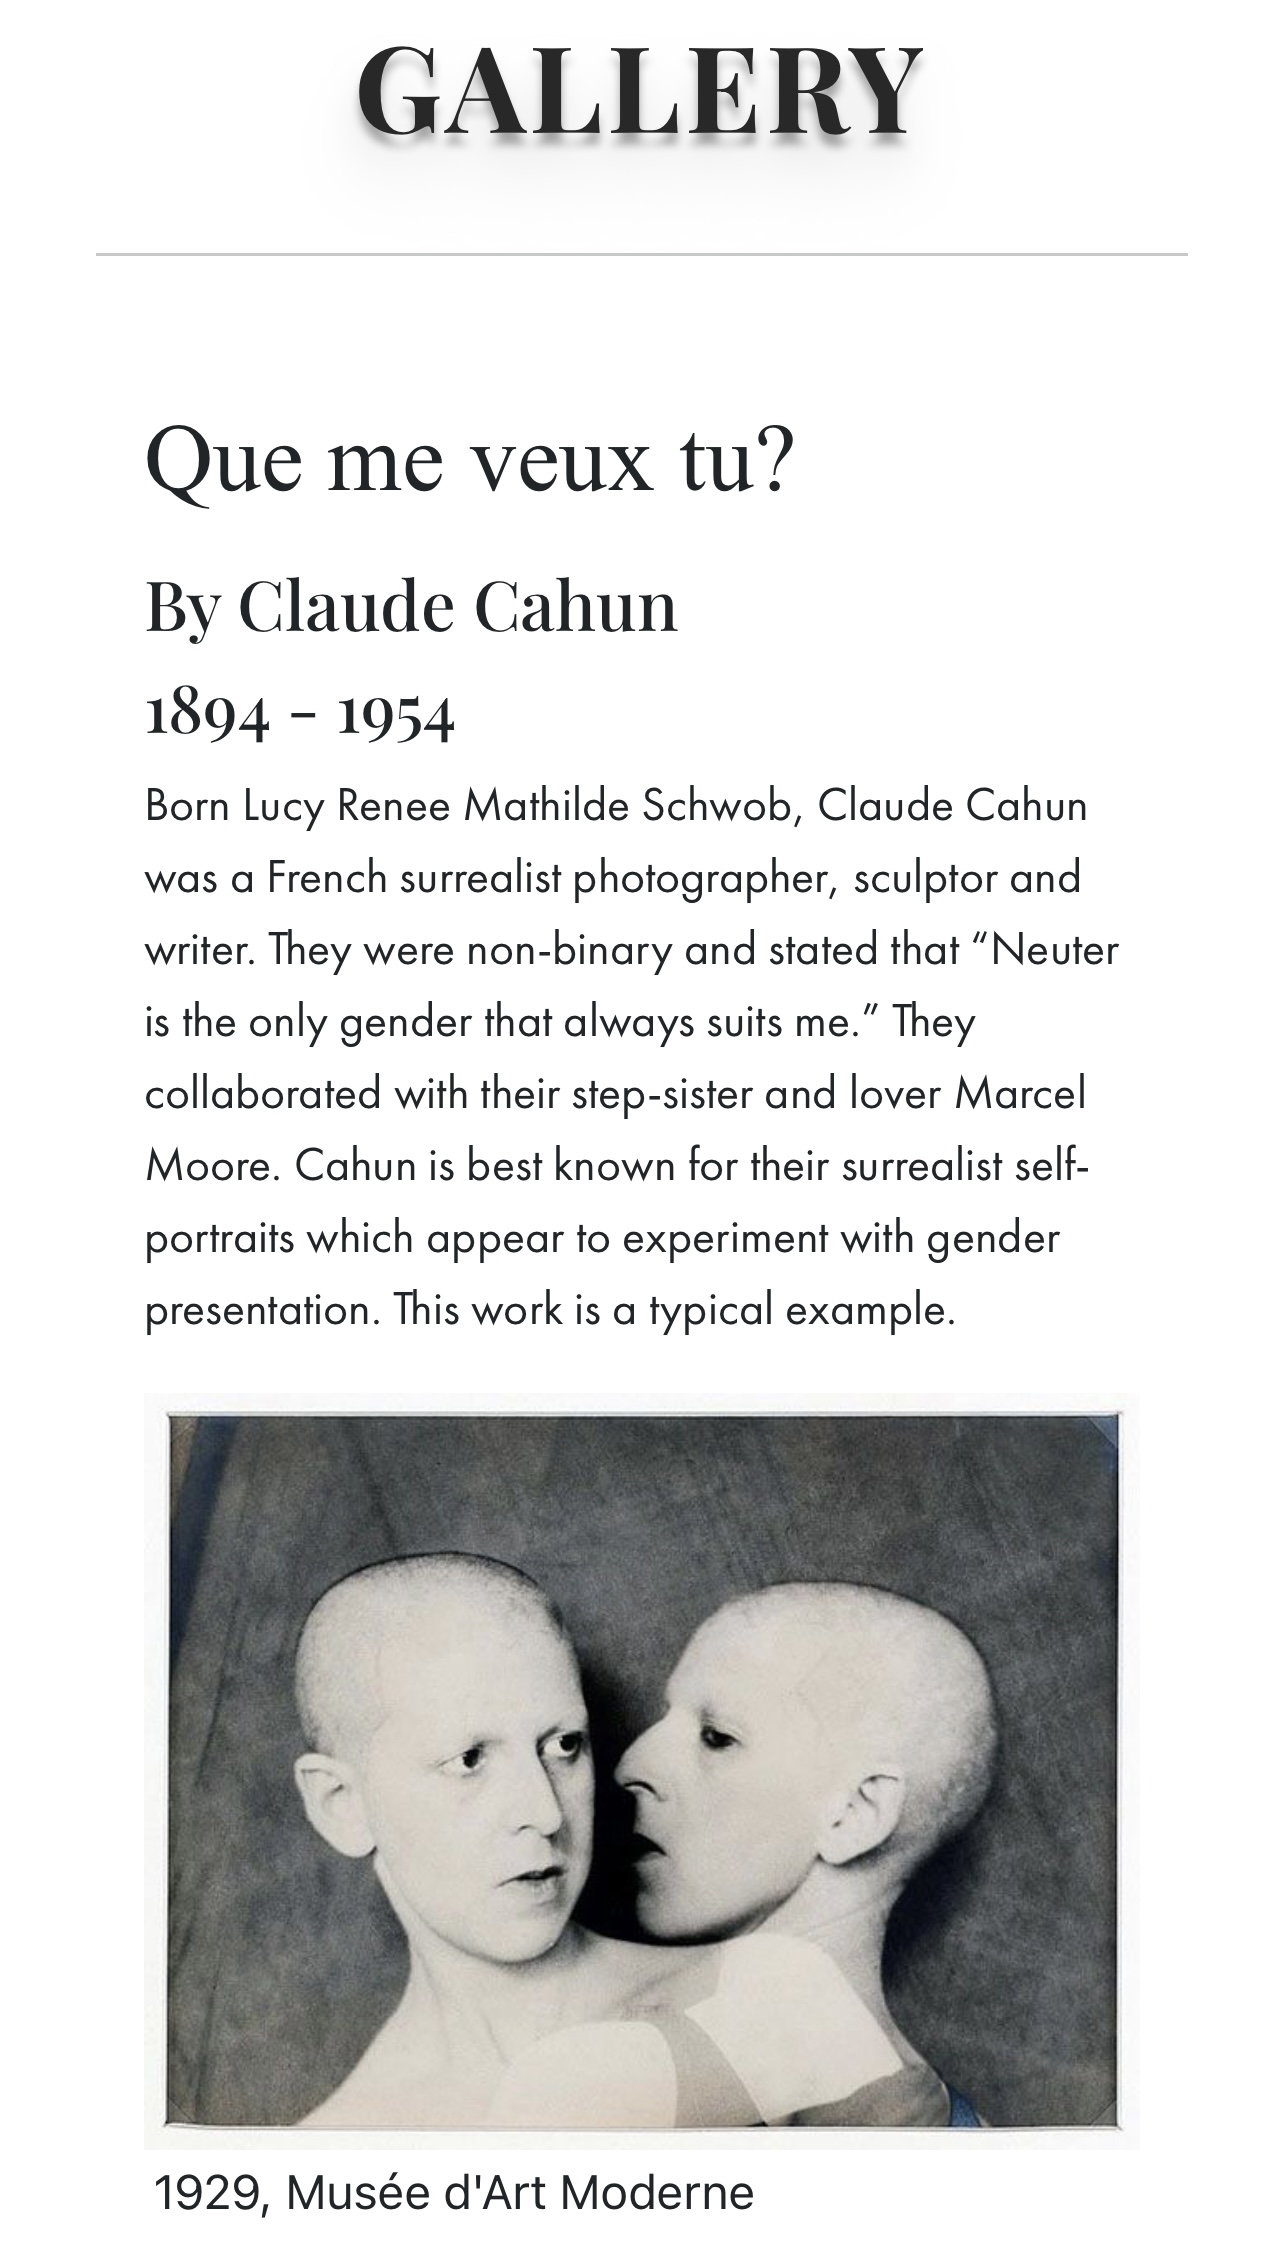 GALLERY
Que me veux tu?
By Claude Cahun
1894 - 1954
Born Lucy Renee Mathilde Schwob, Claude Cahun
was a French surrealist photographer, sculptor and
writer. They were non-binary and stated that “Neuter
is the only gender that always suits me.” They
collaborated with their step-sister and lover Marcel
Moore. Cahun is best known for their surrealist self-
portraits which appear to experiment with gender
presentation. This work is a typical example.
1929, Musée d'Art Moderne